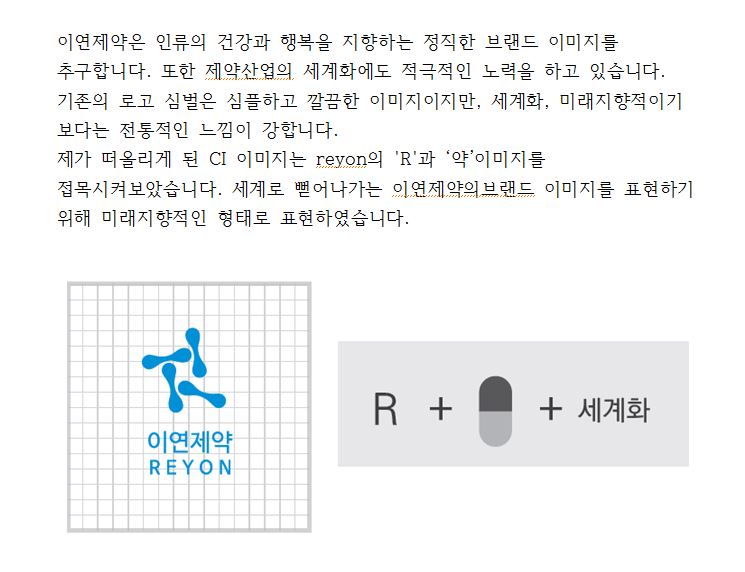 이연제약은 인류의 건강과 행복을 지향하는 정직한 브랜드 이미지를
추구합니다. 또한 제약산업의 세계화에도 적극적인 노력을 하고 있습니다.
기존의 로고 심벌은 심플하고 깔끔한 이미지이지만, 세계화, 미래지향적이기
보다는 전통적인 느낌이 강합니다.
제가 떠올리게 된 CI 이미지는 reyon의 'R'과 ‘약’이미지를
접목시켜보았습니다. 세계로 뻗어나가는 이연제약의브랜드 이미지를 표현하기
위해 미래지향적인 형태로 표현하였습니다.
이연제약
REYON
R + + 세계화